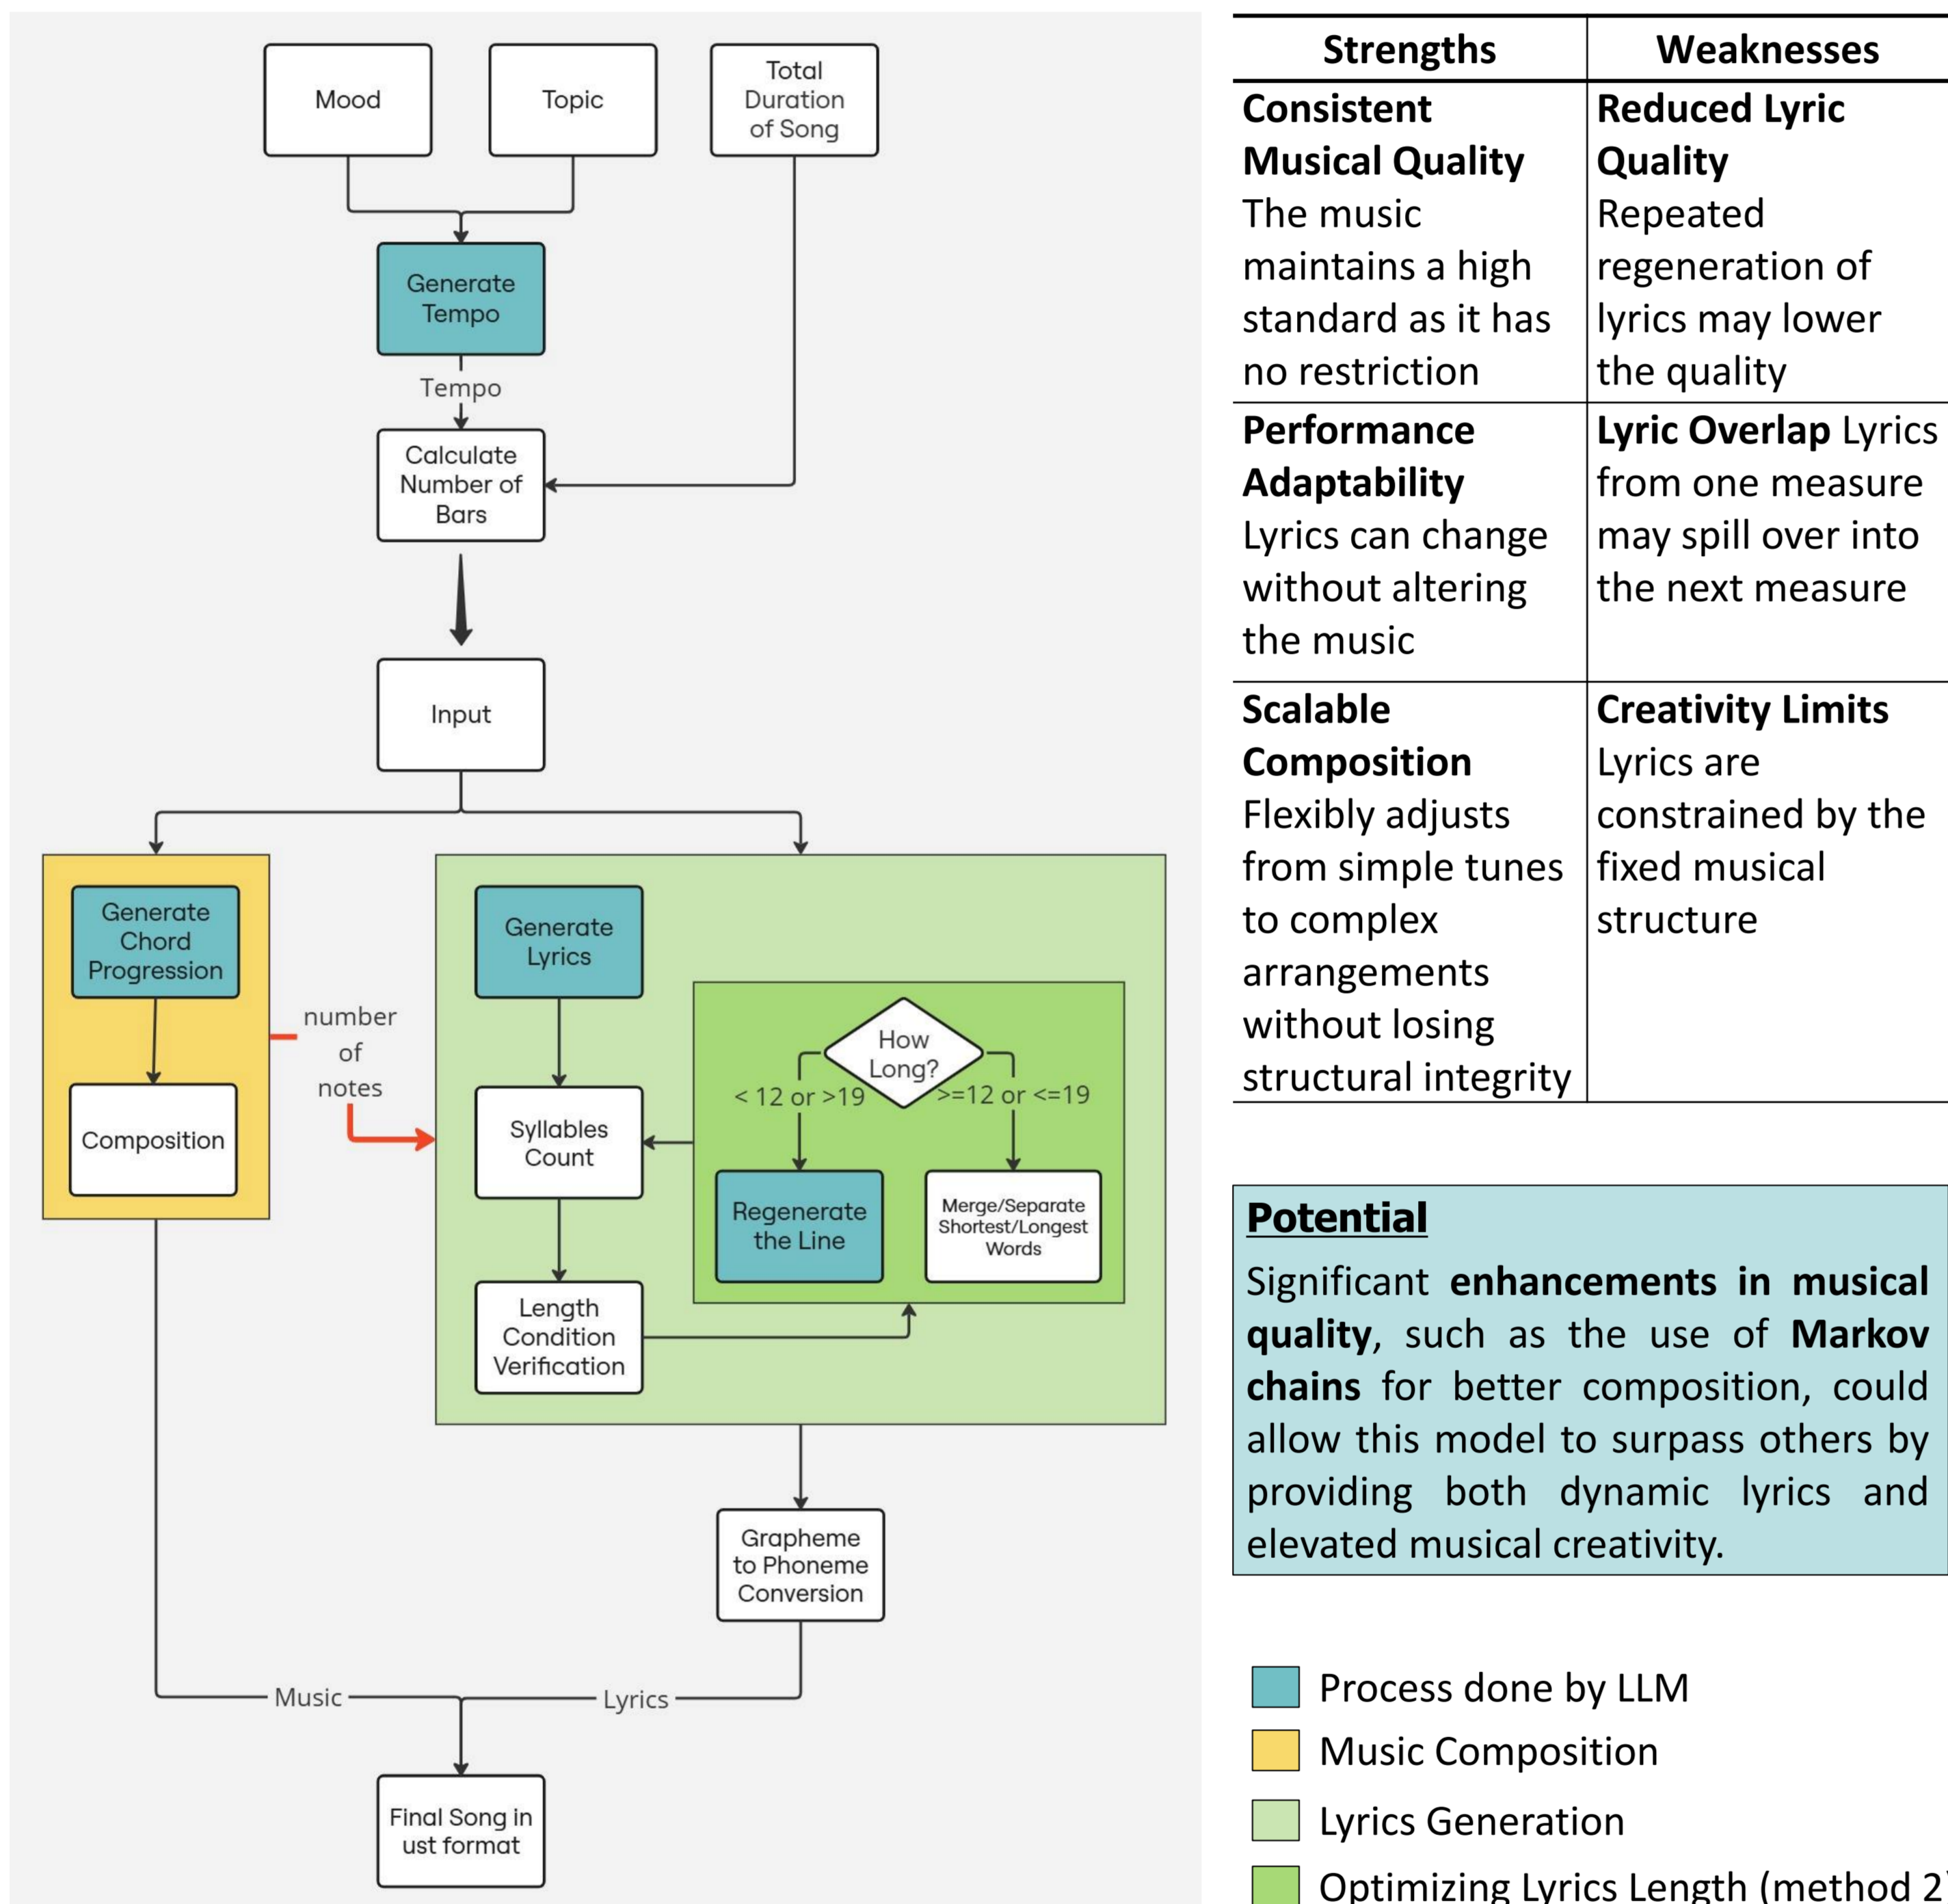 Mood
Topic
Total
Duration
of Song
Generate
Tempo
Tempo
Calculate
Number of
Bars
Input
Generate
Chord
Progression
Composition
number
of
notes
Generate
Lyrics
Syllables
Count
Length
Condition
Verification
How
Long?
< 12 or >19
>=12 or <=19
Regenerate
the Line
Merge/Separate
Shortest/Longest
Words
Grapheme
to Phoneme
Conversion
Music
Lyrics
Final Song in
ust format
Strengths
Weaknesses
Consistent
Musical Quality
The music
maintains a high
standard as it has
no restriction
Reduced Lyric
Quality
Repeated
regeneration of
lyrics may lower
the quality
Performance
Adaptability
Lyrics can change
without altering
the music
Lyric Overlap Lyrics
from one measure
may spill over into
the next measure
Scalable
Composition
Flexibly adjusts
from simple tunes
to complex
arrangements
without losing
structural integrity
Creativity Limits
Lyrics are
constrained by the
fixed musical
structure
Potential
Significant enhancements in musical
quality, such as the use of Markov
chains for better composition, could
allow this model to surpass others by
providing both dynamic lyrics and
elevated musical creativity.
Process done by LLM
Music Composition
Lyrics Generation
Optimizing Lyrics Length (method 2)